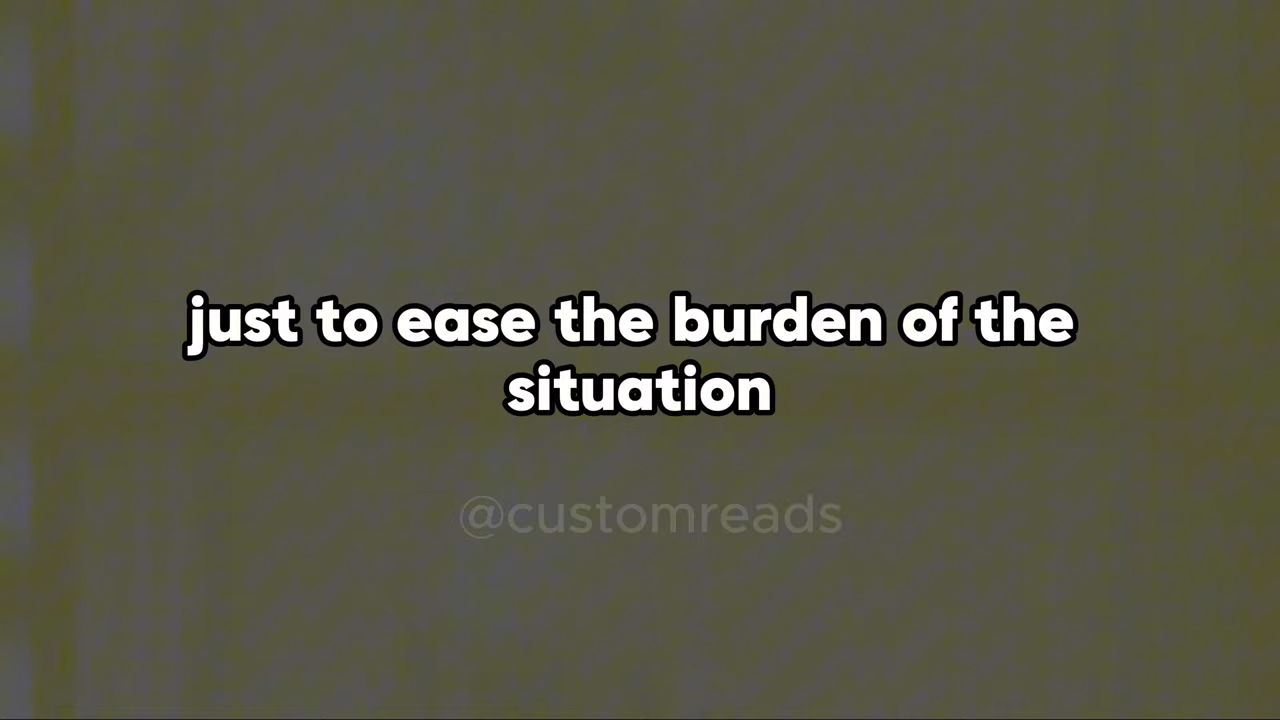 just to ease the burden of the
situation
@customreads